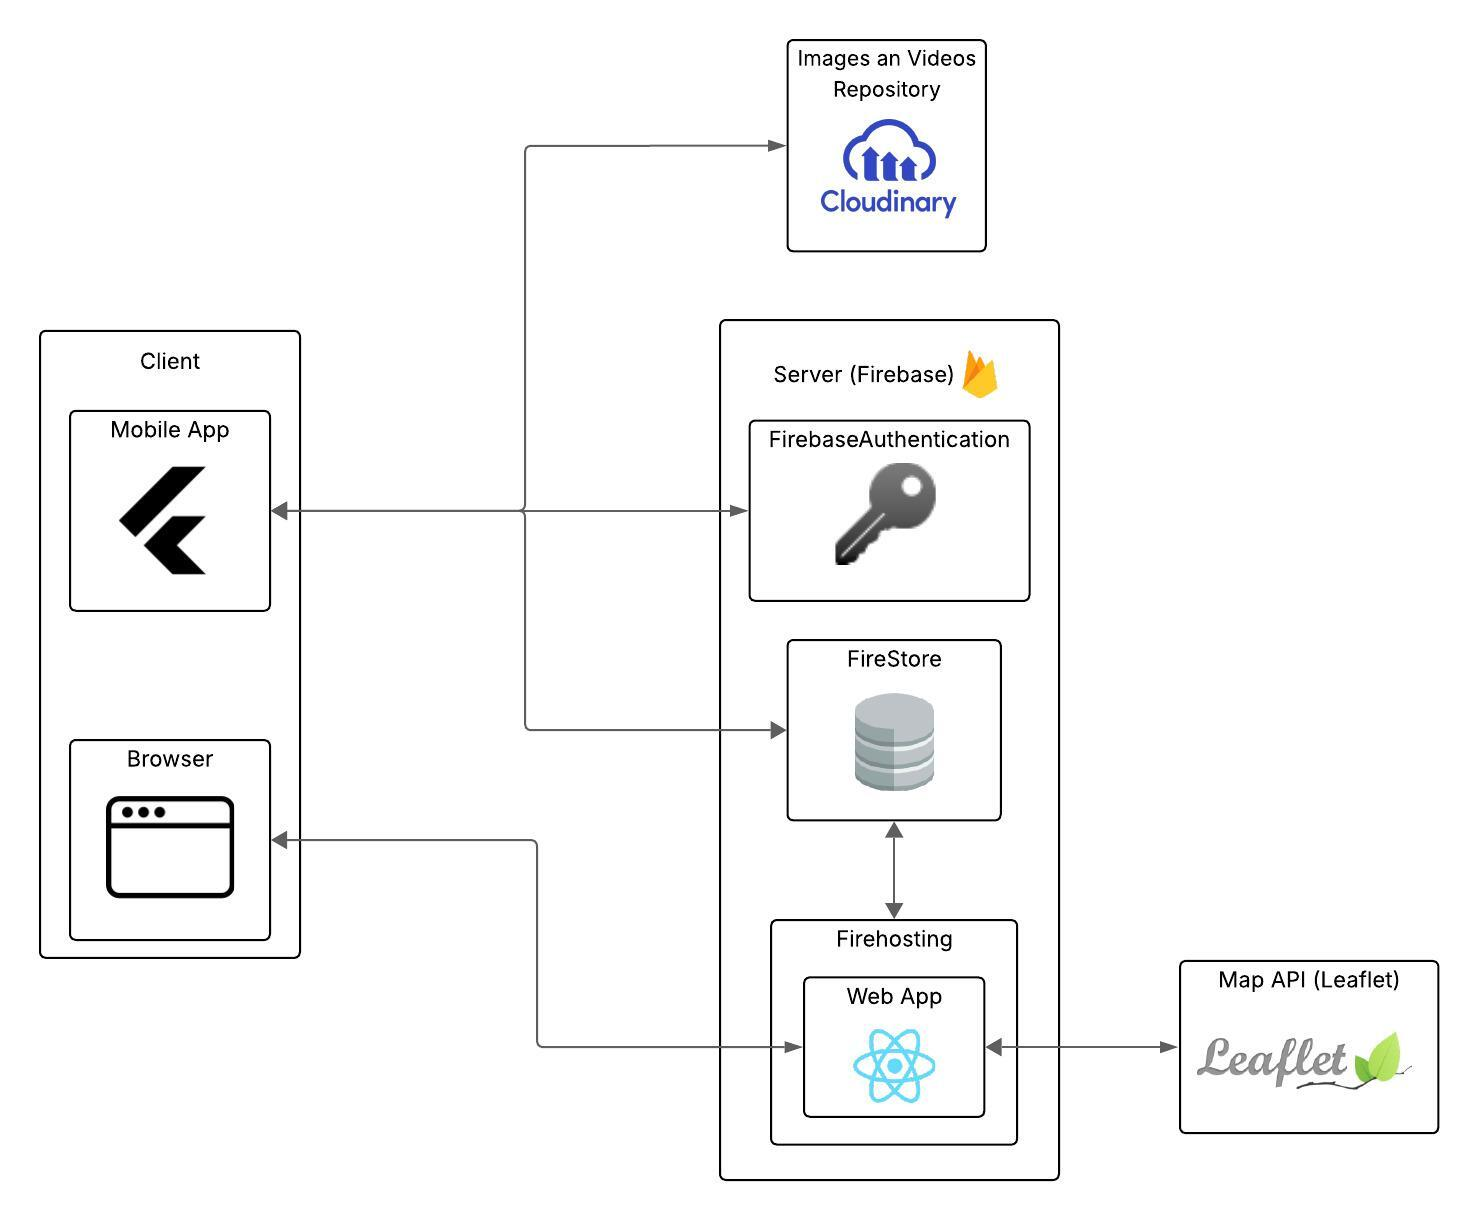 Images an Videos
Repository
Cloudinary
Client
Mobile App
Browser
Server (Firebase)
FirebaseAuthentication
FireStore
Firehosting
Web App
Map API (Leaflet)
Leaflet